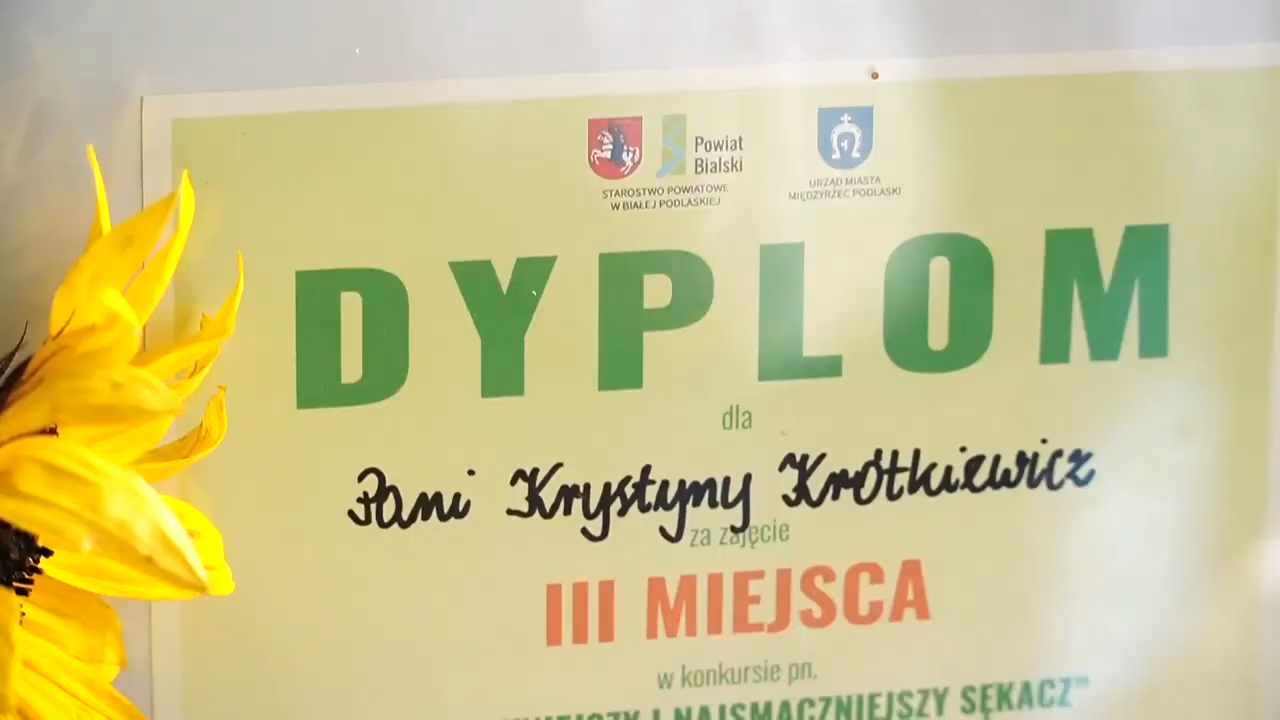 Powiat
Bialski
STAROSTWO POWIATOWE
W BIAŁEJ PODLASKIEJ
URZĄD MIASTA
MIĘDZYRZEC PODLASKI
DYPLOM
dla
Pani Krystyny Krótkiewicz
za zajęcie
III MIEJSCA
w konkursie pn.
I NAJSMACZNIEJSZY SĘKACZ"